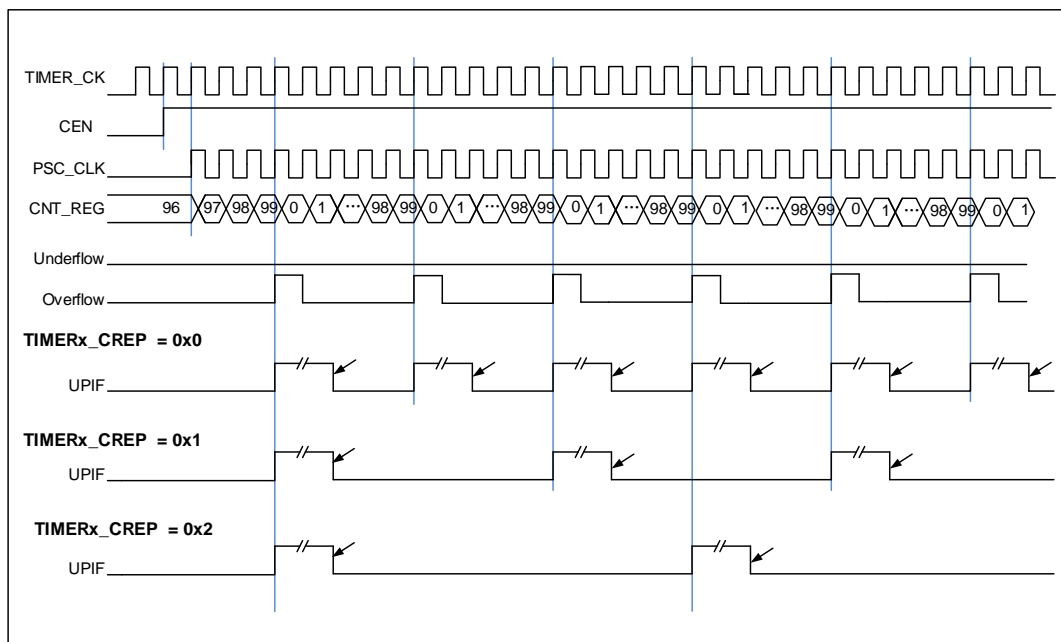 TIMER_CK
CEN
PSC_CLK
CNT_REG 96 97 98 99 0 1 ... 98 99 0 1 ... 98 99 0 1 ... 98 99 0 1 ... 98 99 0 1 ... 98 99 0 1
Underflow
Overflow
TIMERx_CREP = 0x0
UPIF
TIMERx_CREP = 0x1
UPIF
TIMERx_CREP = 0x2
UPIF